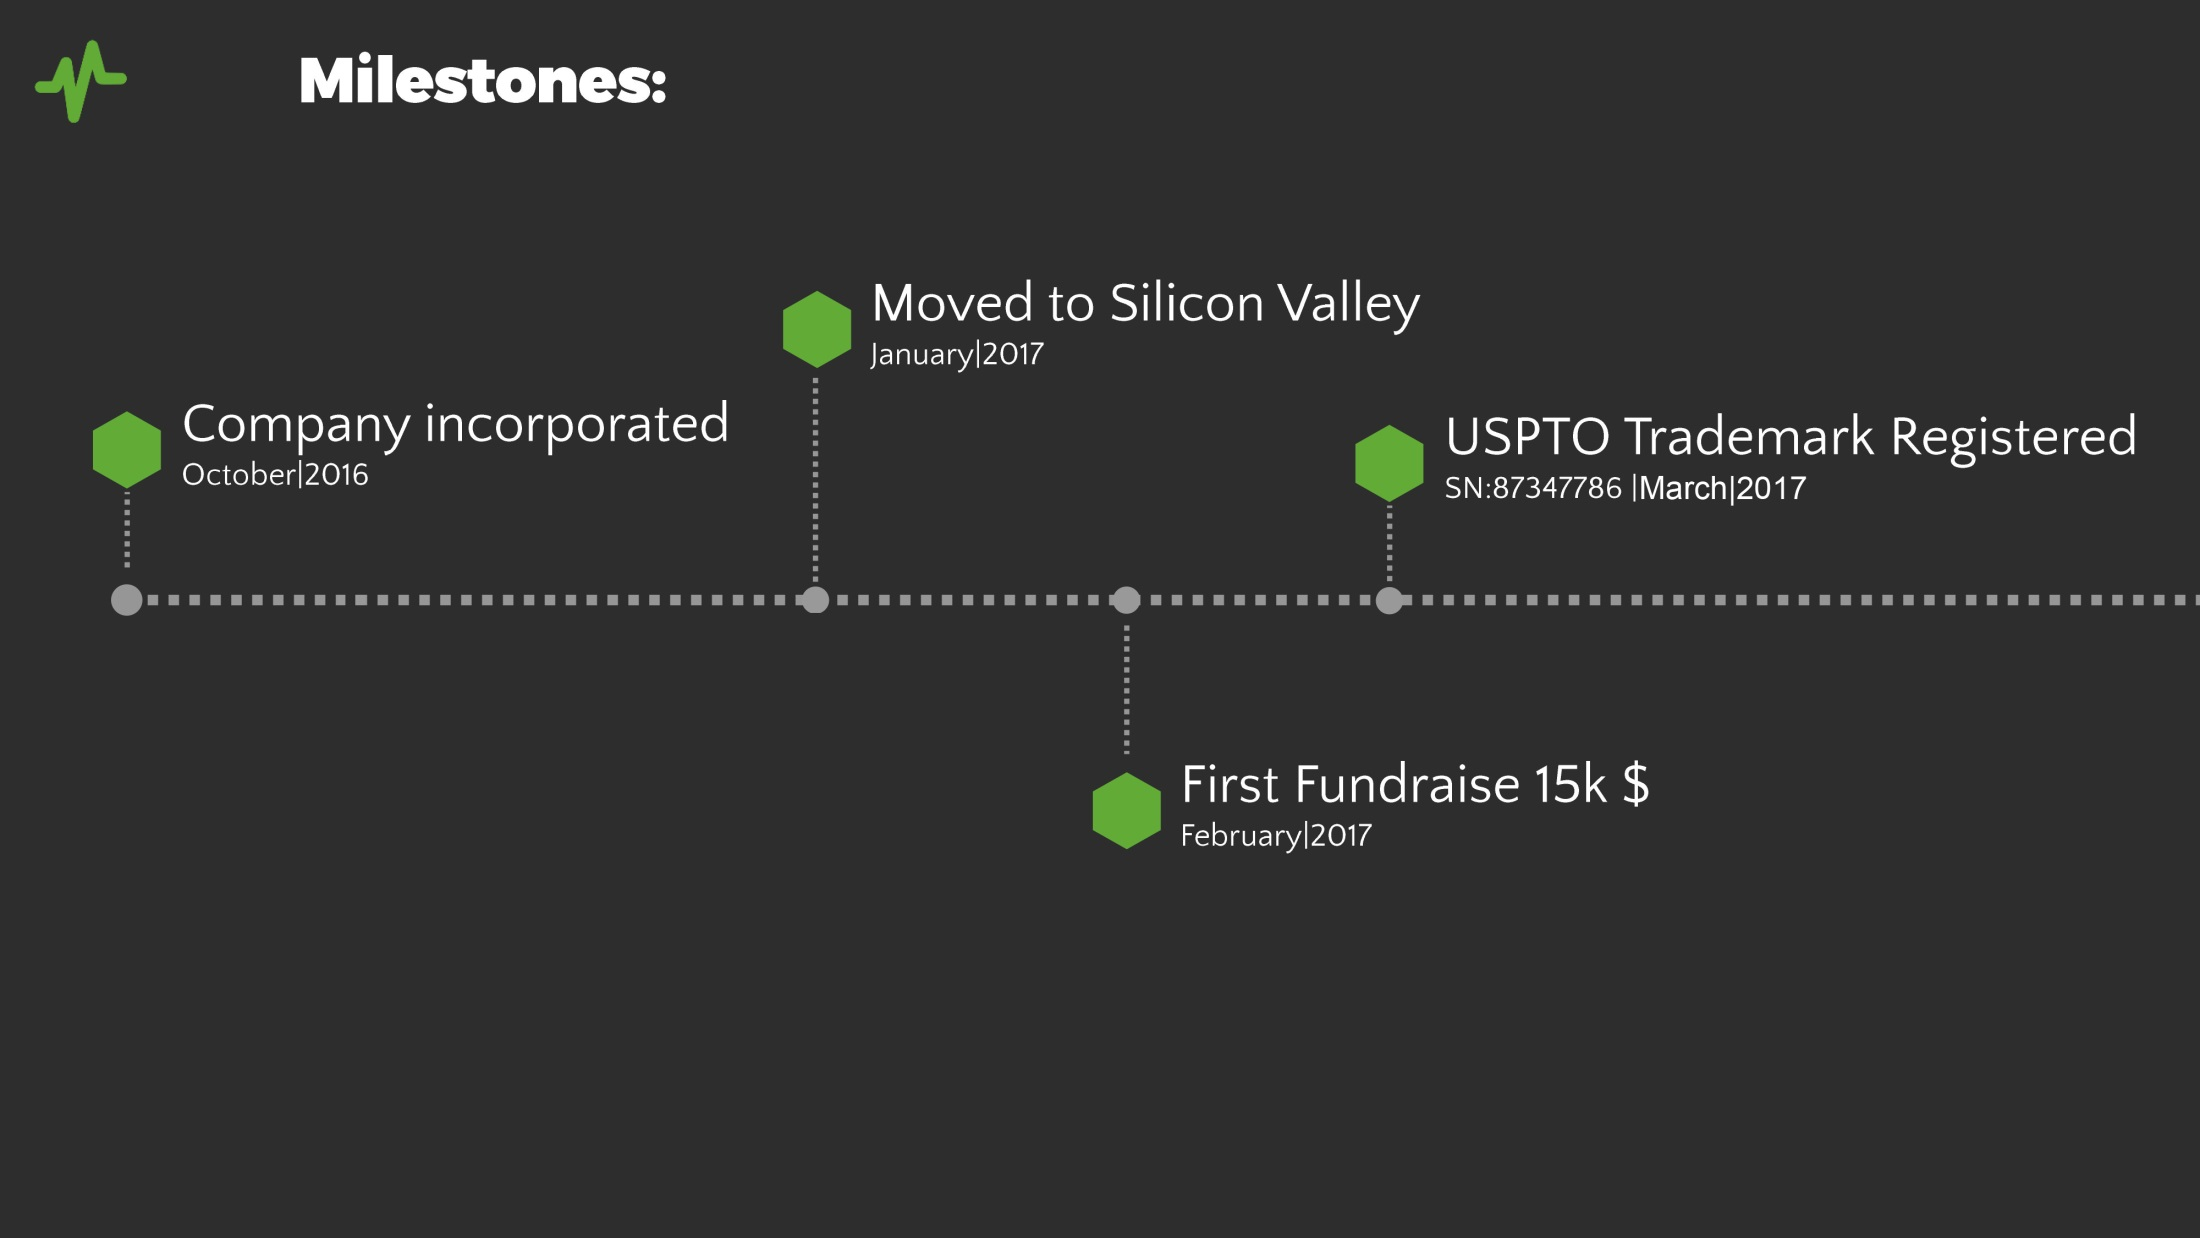 Milestones:
Moved to Silicon Valley
January|2017
Company incorporated
October|2016
USPTO Trademark Registered
SN:87347786 |March|2017
First Fundraise 15k $
February|2017